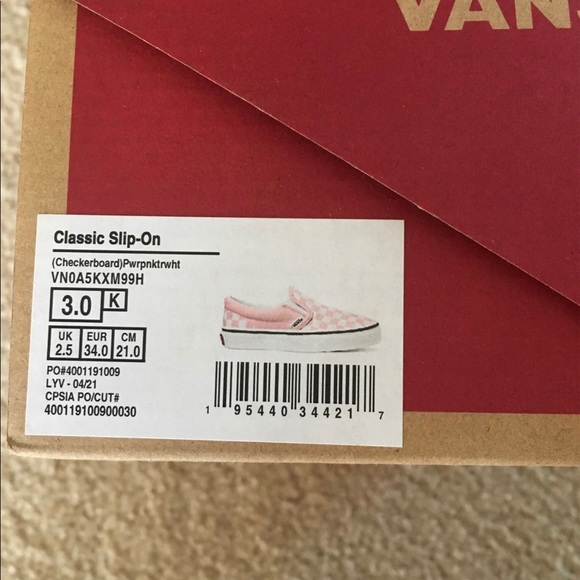 VANS
Classic Slip-On
(Checkerboard)Pwrpnktrwht
VN0A5KXM99H
3.0 K
UK EUR CM
2.5 34.0 21.0
PO#4001191009
LYV - 04/21
CPSIA PO/CUT#
400119100900030
1 95440 34421 7